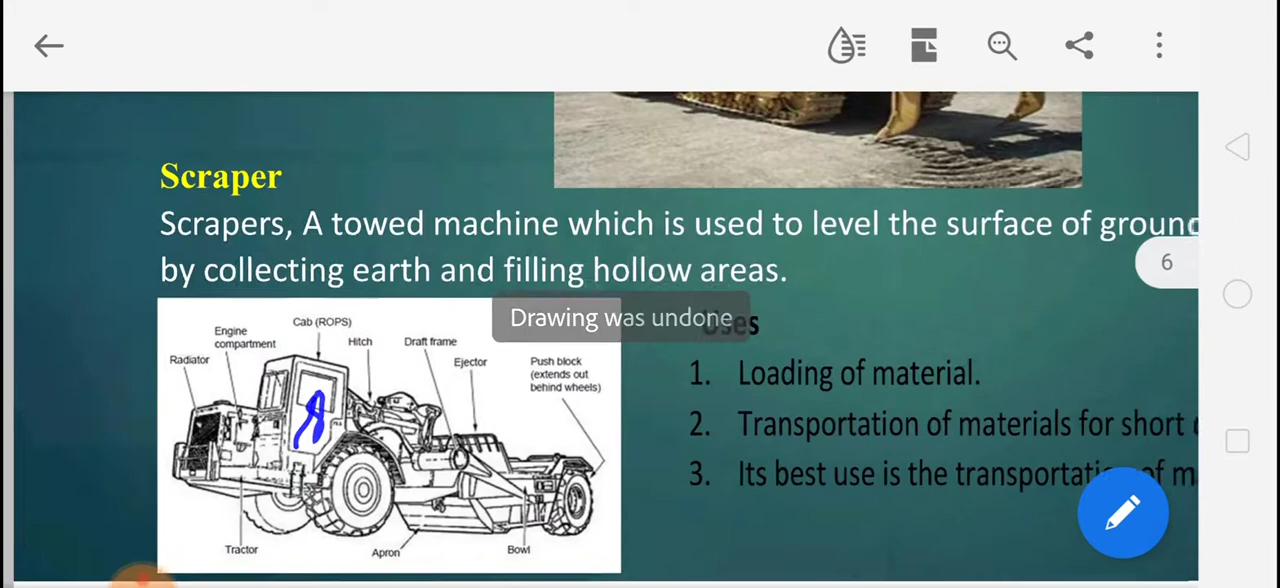 Scraper
Scrapers, A towed machine which is used to level the surface of ground
by collecting earth and filling hollow areas.
6
Drawing was undone
Uses
1. Loading of material.
2. Transportation of materials for short
3. Its best use is the transportation of m
Cab (ROPS)
Engine
compartment
Hitch
Draft frame
Radiator
Ejector
Push block
(extends out
behind wheels)
Tractor
Apron
Bowl